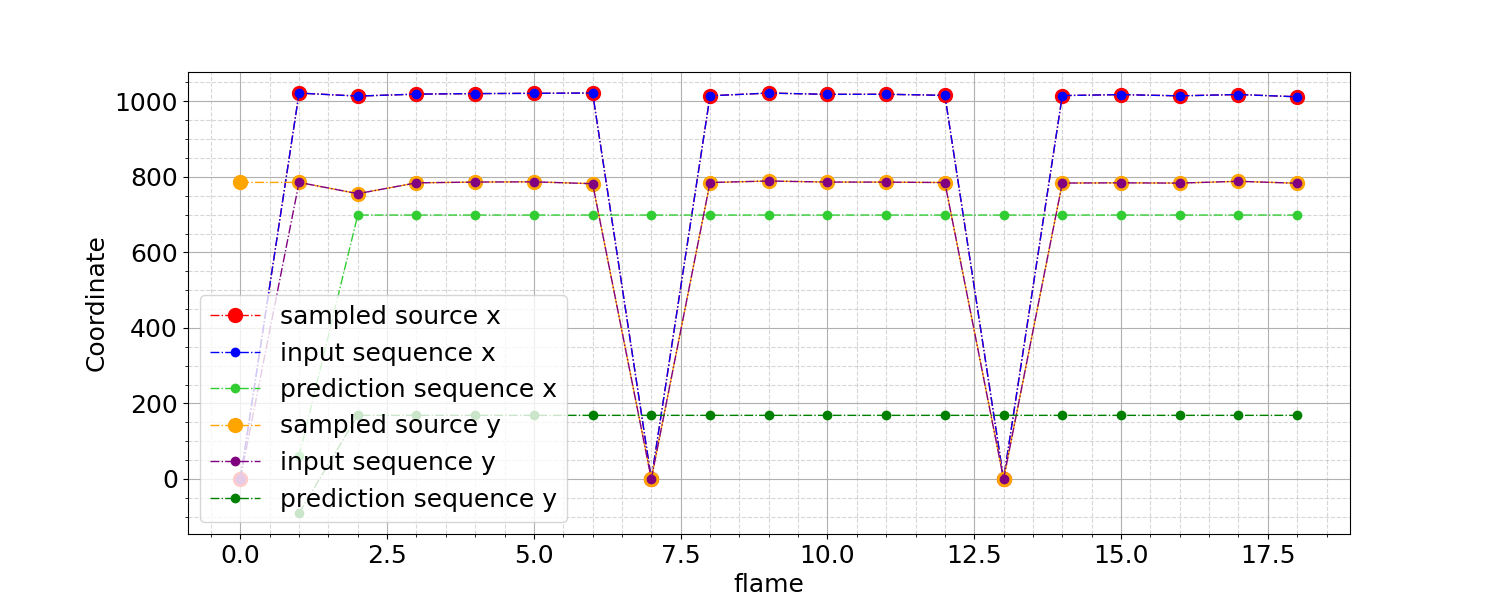 1000
800
600
400
200
0
Coordinate
sampled source x
input sequence x
prediction sequence x
sampled source y
input sequence y
prediction sequence y
0.0 2.5 5.0 7.5 10.0 12.5 15.0 17.5
flame